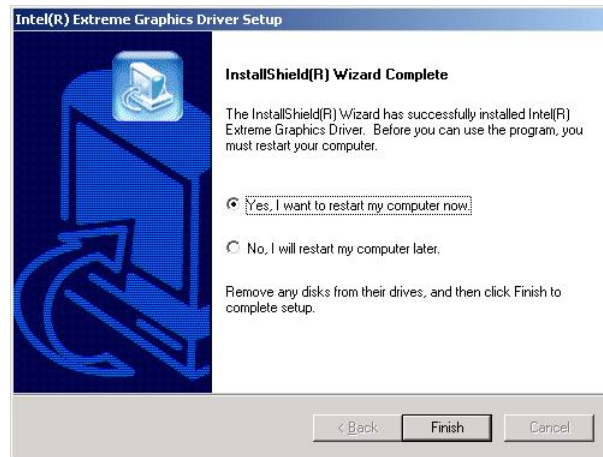 Intel(R) Extreme Graphics Driver Setup
InstallShield(R) Wizard Complete
The InstallShield(R) Wizard has successfully installed Intel(R)
Extreme Graphics Driver. Before you can use the program, you
must restart your computer.
Yes, I want to restart my computer now.
No, I will restart my computer later.
Remove any disks from their drives, and then click Finish to
complete setup.
< Back
Finish
Cancel